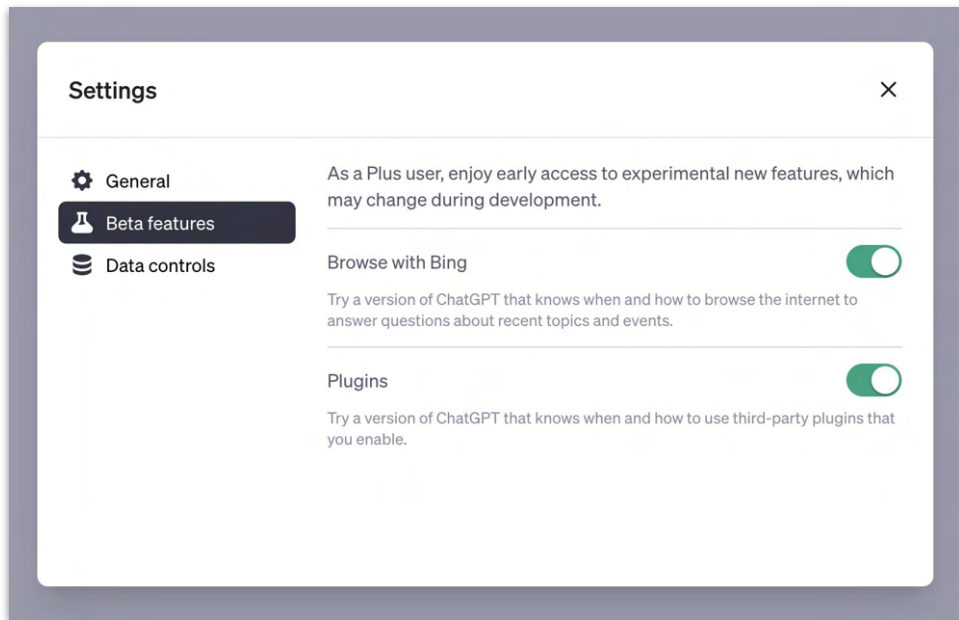 Settings
General
Beta features
Data controls
As a Plus user, enjoy early access to experimental new features, which
may change during development.
Browse with Bing
Try a version of ChatGPT that knows when and how to browse the internet to
answer questions about recent topics and events.
Plugins
Try a version of ChatGPT that knows when and how to use third-party plugins that
you enable.